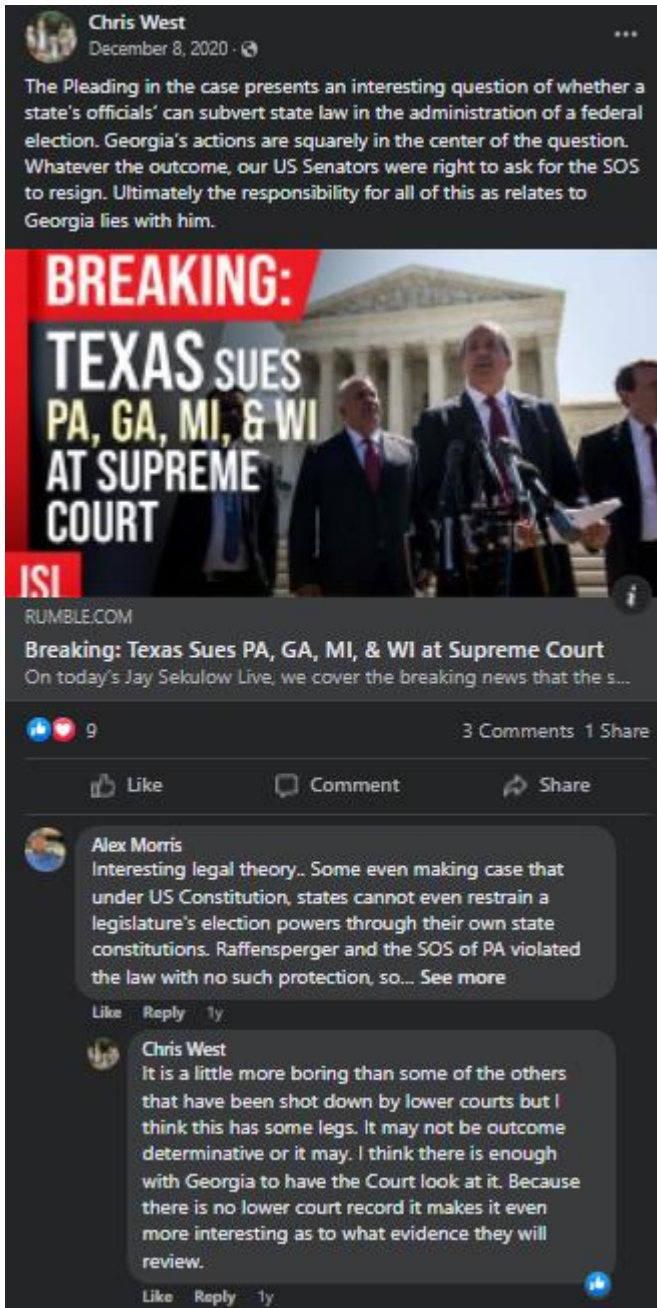 Chris West
December 8, 2020 ·
The Pleading in the case presents an interesting question of whether a
state's officials' can subvert state law in the administration of a federal
election. Georgia's actions are squarely in the center of the question.
Whatever the outcome, our US Senators were right to ask for the SOS
to resign. Ultimately the responsibility for all of this as relates to
Georgia lies with him.
BREAKING:
TEXAS SUES
PA, GA, MI, & WI
AT SUPREME
COURT
JSL
RUMBLE.COM
Breaking: Texas Sues PA, GA, MI, & WI at Supreme Court
On today's Jay Sekulow Live, we cover the breaking news that the s...
9 3 Comments 1 Share
Like Comment Share
Alex Morris
Interesting legal theory.. Some even making case that
under US Constitution, states cannot even restrain a
legislature's election powers through their own state
constitutions. Raffensperger and the SOS of PA violated
the law with no such protection, so... See more
Like Reply 1y
Chris West
It is a little more boring than some of the others
that have been shot down by lower courts but I
think this has some legs. It may not be outcome
determinative or it may. I think there is enough
with Georgia to have the Court look at it. Because
there is no lower court record it makes it even
more interesting as to what evidence they will
review.
Like Reply 1y